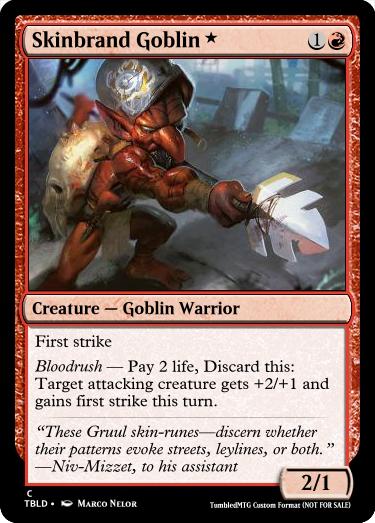 Skinbrand Goblin ★ 1
Creature — Goblin Warrior
First strike
Bloodrush — Pay 2 life, Discard this:
Target attacking creature gets +2/+1 and
gains first strike this turn.
“These Gruul skin-runes—discern whether
their patterns evoke streets, leylines, or both.”
—Niv-Mizzet, to his assistant
2/1
C
TBLD • Marco Nelor
TumbledMTG Custom Format (NOT FOR SALE)